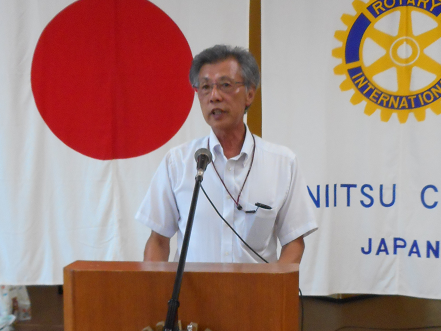 ROTARY
INTERNATIONAL
NIITSU C
JAPAN